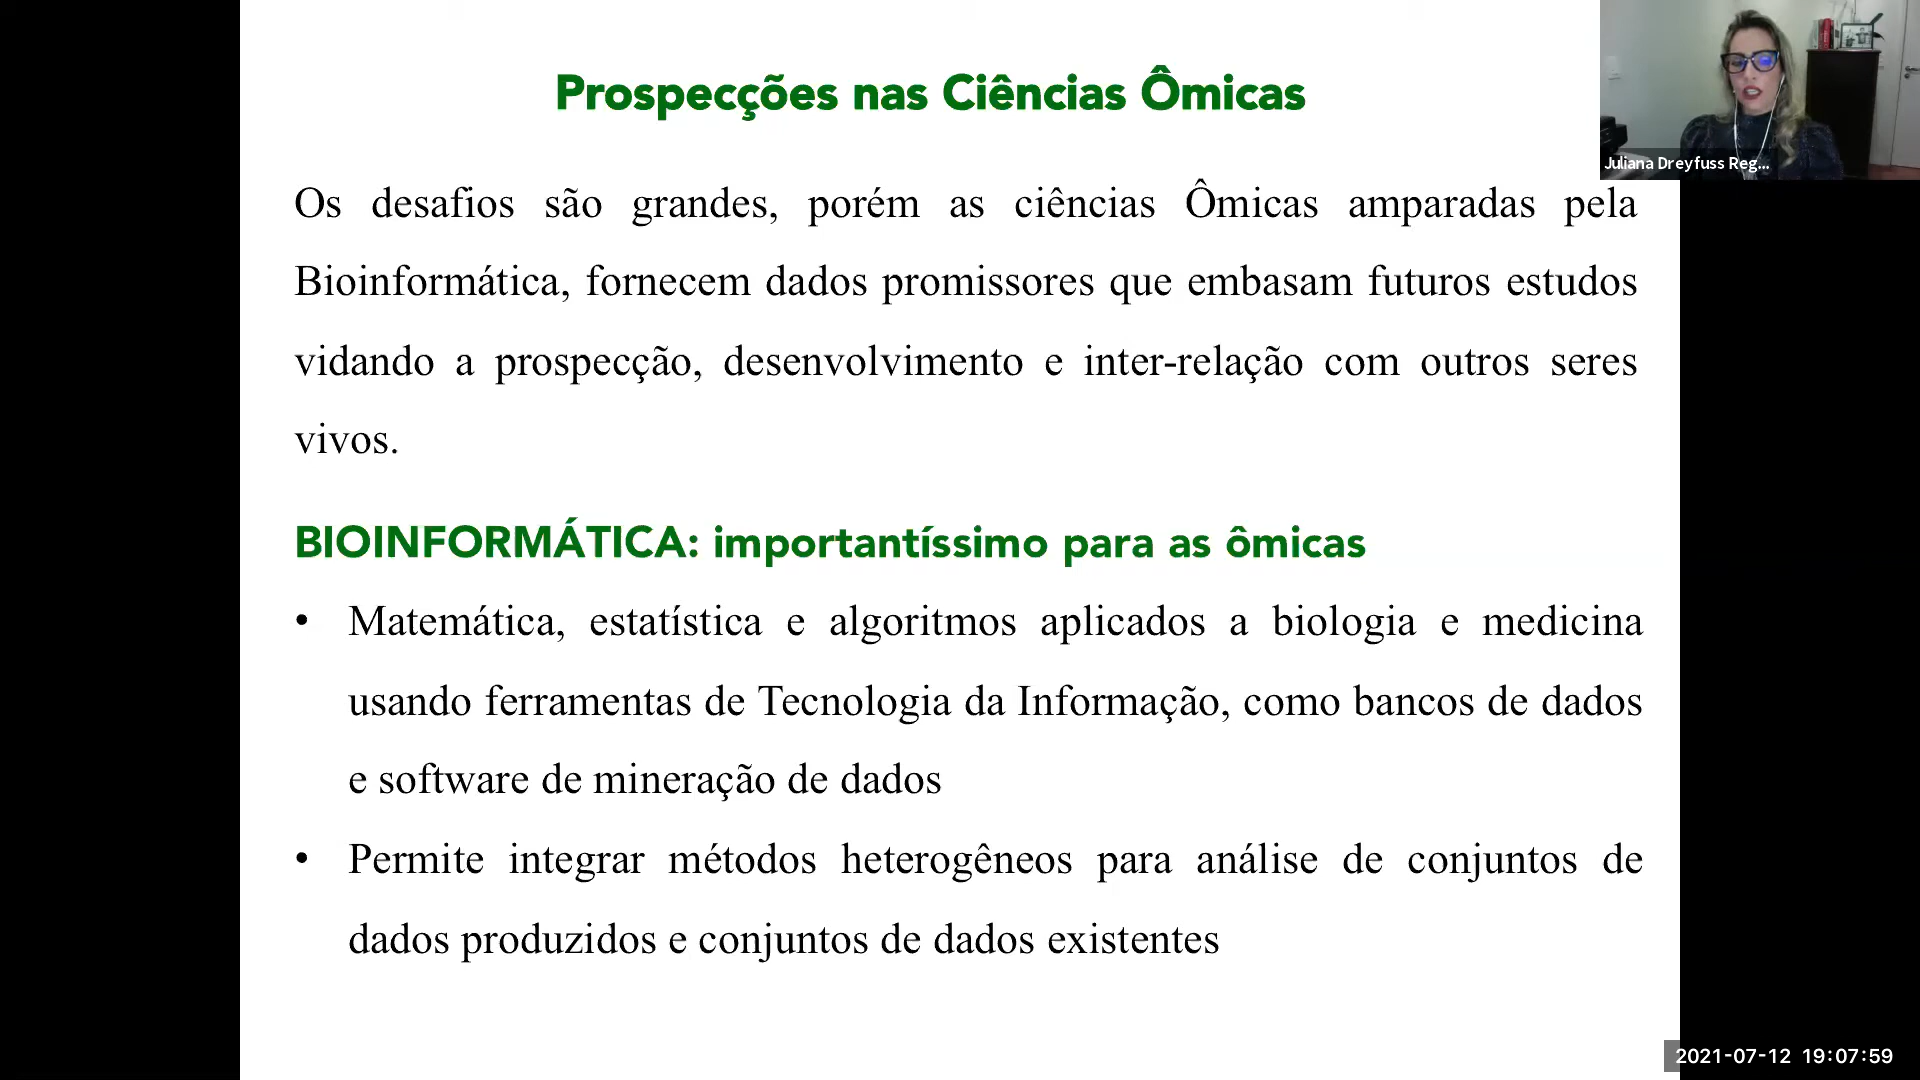 Prospecções nas Ciências Ômicas
Juliana Dreyfuss Reg...
Os desafios são grandes, porém as ciências Ômicas amparadas pela
Bioinformática, fornecem dados promissores que embasam futuros estudos
vidando a prospecção, desenvolvimento e inter-relação com outros seres
vivos.
BIOINFORMÁTICA: importantíssimo para as ômicas
• Matemática, estatística e algoritmos aplicados a biologia e medicina
usando ferramentas de Tecnologia da Informação, como bancos de dados
e software de mineração de dados
• Permite integrar métodos heterogêneos para análise de conjuntos de
dados produzidos e conjuntos de dados existentes
2021-07-12 19:07:59